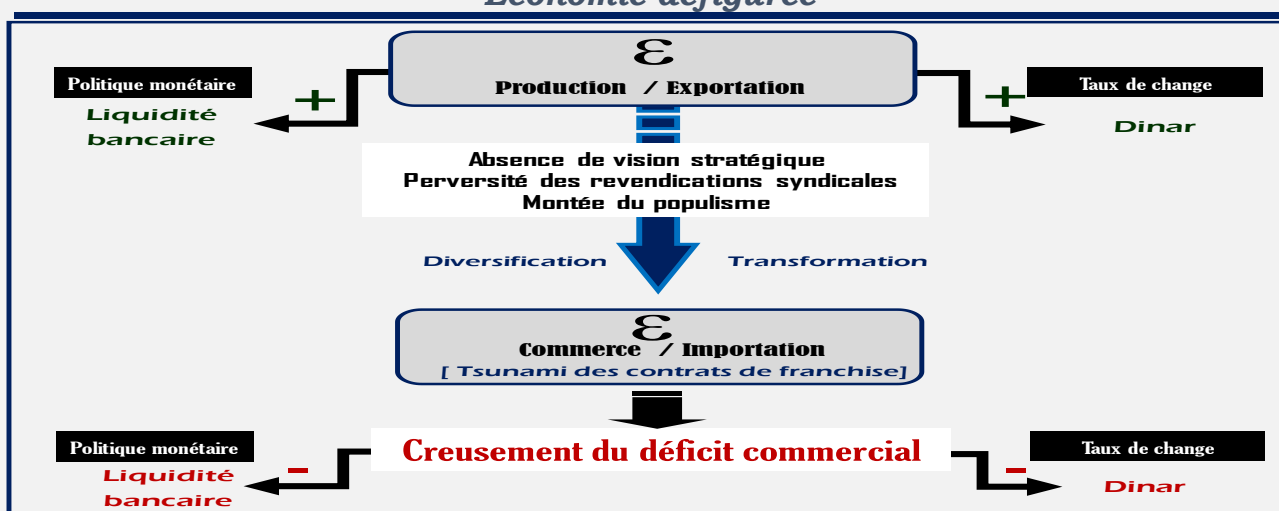 Économie défigurée
ε
Production / Exportation
Politique monétaire
+
Liquidité
bancaire
Taux de change
+
Dinar
Absence de vision stratégique
Perversité des revendications syndicales
Montée du populisme
Diversification
Transformation
ε
Commerce / Importation
[ Tsunami des contrats de franchise]
Creusement du déficit commercial
Politique monétaire
-
Liquidité
bancaire
Taux de change
-
Dinar